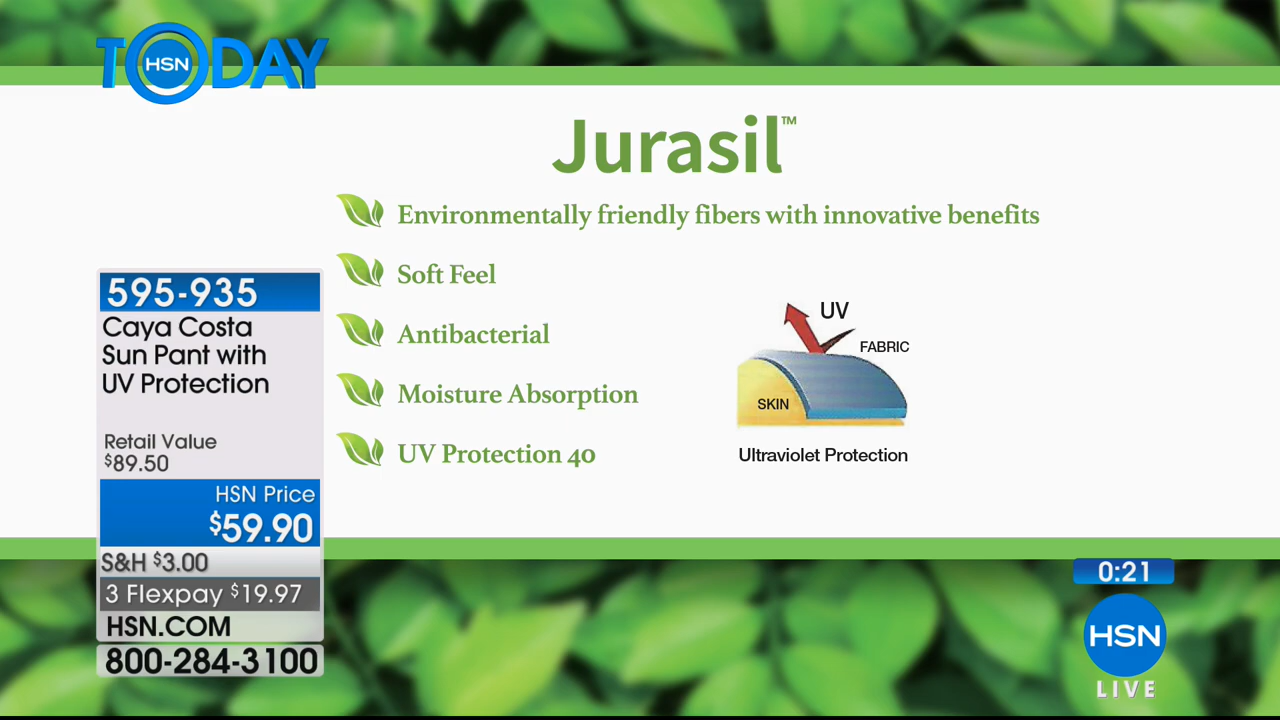 TODAY
HSN
Jurasil™
Environmentally friendly fibers with innovative benefits
Soft Feel
Antibacterial
Moisture Absorption
UV Protection 40
UV
FABRIC
SKIN
Ultraviolet Protection
595-935
Caya Costa
Sun Pant with
UV Protection
Retail Value
$89.50
HSN Price
$59.90
S&H $3.00
3 Flexpay $19.97
HSN.COM
800-284-3100
0:21
HSN
LIVE